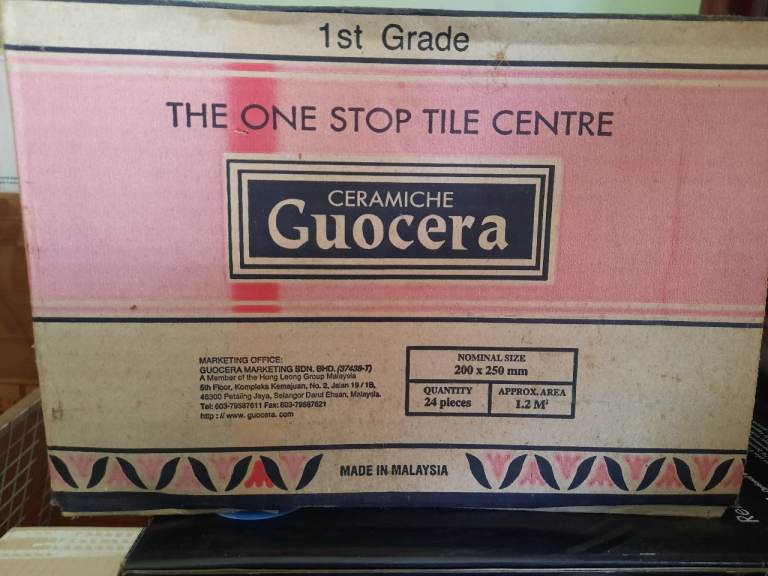 1st Grade
THE ONE STOP TILE CENTRE
CERAMICHE
Guocera
MARKETING OFFICE:
GUOCERA MARKETING SDN. BHD. (37438-T)
A Member of the Hong Leong Group Malaysia
5th Floor, Kompleks Kemajuan, No. 2, Jalan 19 / 1B,
46300 Petaling Jaya, Selangor Darul Ehsan, Malaysia.
Tel: 603-79587611 Fax: 603-79587621
http : // www. guocera. com
NOMINAL SIZE
200 x 250 mm
QUANTITY
24 pieces
APPROX. AREA
1.2 M²
MADE IN MALAYSIA